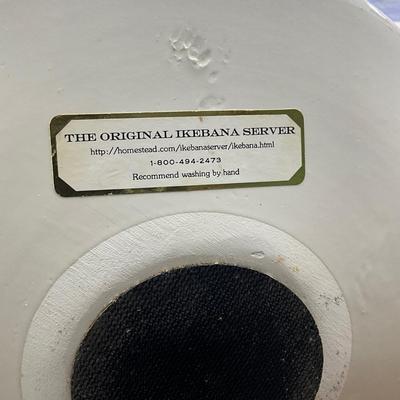 THE ORIGINAL IKEBANA SERVER
http://homestead.com/ikebanaserver/ikebana.html
1-800-494-2473
Recommend washing by hand